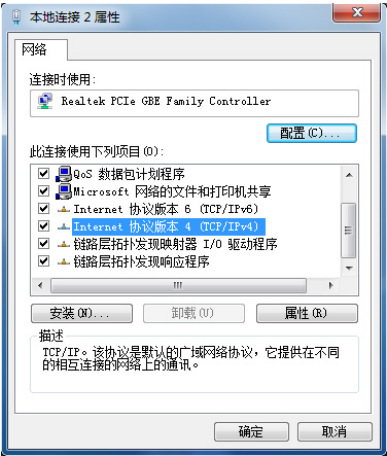 本地连接 2 属性
网络
连接时使用:
Realtek PCIe GBE Family Controller
配置(C)...
此连接使用下列项目(O):
QoS 数据包计划程序
Microsoft 网络的文件和打印机共享
Internet 协议版本 6 (TCP/IPv6)
Internet 协议版本 4 (TCP/IPv4)
链路层拓扑发现映射器 I/O 驱动程序
链路层拓扑发现响应程序
安装(N)...
卸载(U)
属性(R)
描述
TCP/IP。该协议是默认的广域网络协议，它提供在不同
的相互连接的网络上的通讯。
确定
取消